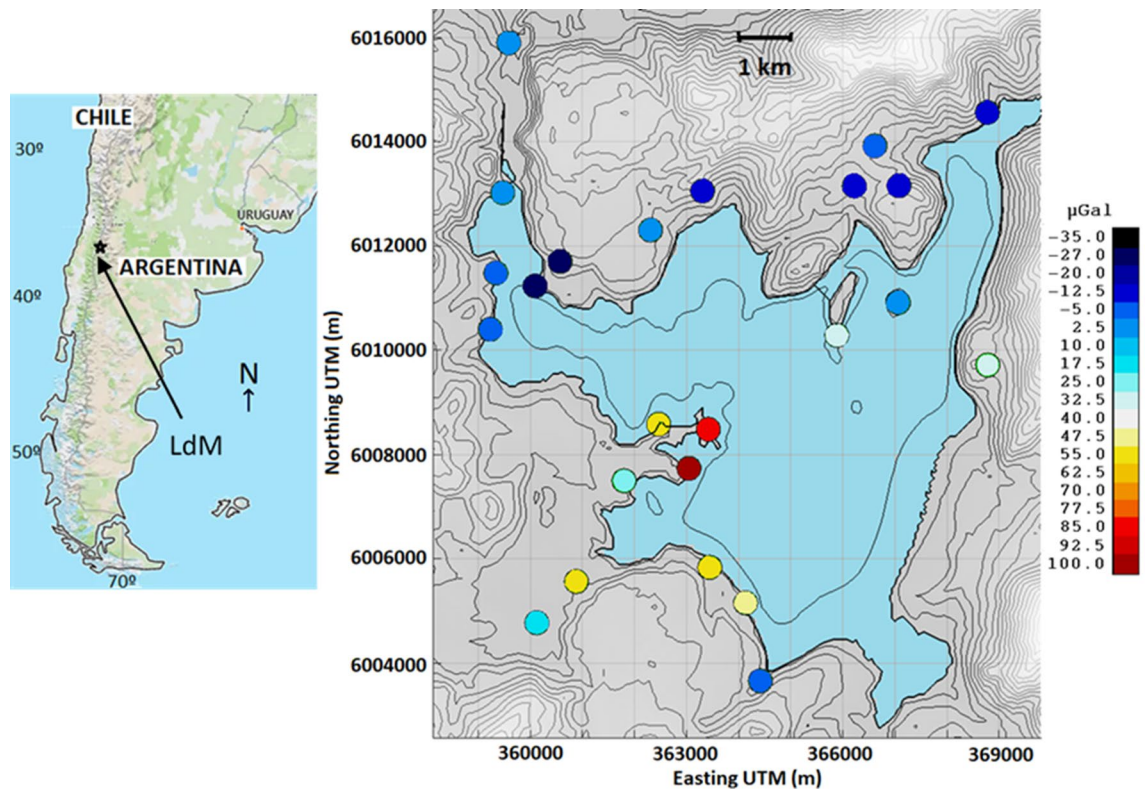 CHILE
30º
URUGUAY
ARGENTINA
40º
N
↑
LdM
50º
70º
6016000
6014000
6012000
6010000
6008000
6006000
6004000
Northing UTM (m)
1 km
360000
363000
366000
369000
Easting UTM (m)
µGal
-35.0
-27.0
-20.0
-12.5
-5.0
2.5
10.0
17.5
25.0
32.5
40.0
47.5
55.0
62.5
70.0
77.5
85.0
92.5
100.0